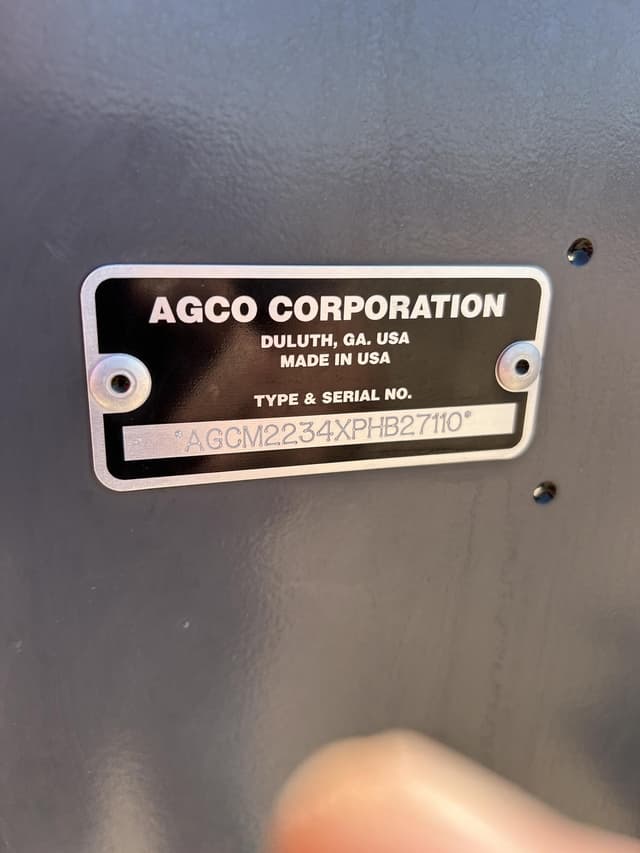 AGCO CORPORATION
DULUTH, GA. USA
MADE IN USA
TYPE & SERIAL NO.
*AGCM2234XPHB27110*